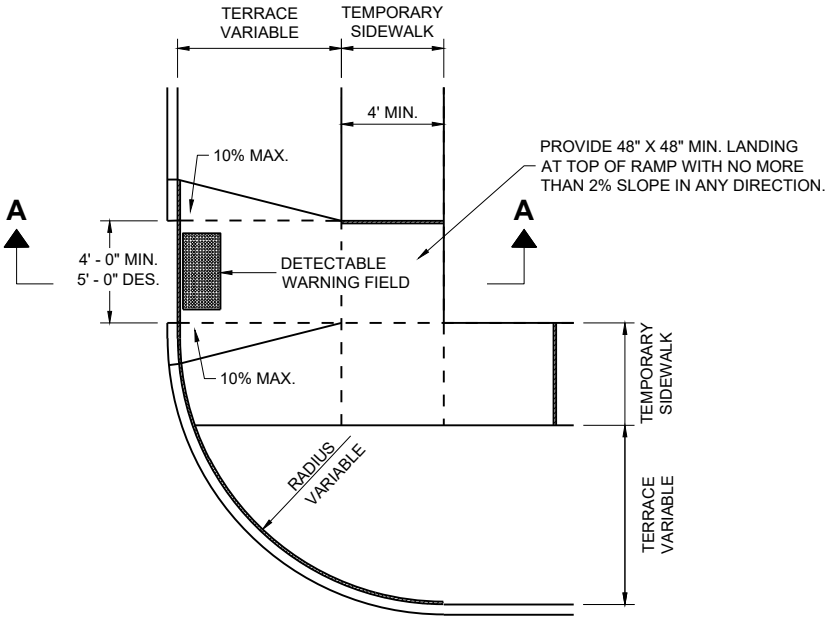 TERRACE
VARIABLE
TEMPORARY
SIDEWALK
4' MIN.
10% MAX.
PROVIDE 48" X 48" MIN. LANDING
AT TOP OF RAMP WITH NO MORE
THAN 2% SLOPE IN ANY DIRECTION.
A
A
4' - 0" MIN.
5' - 0" DES.
DETECTABLE
WARNING FIELD
10% MAX.
TEMPORARY
SIDEWALK
RADIUS
VARIABLE
TERRACE
VARIABLE